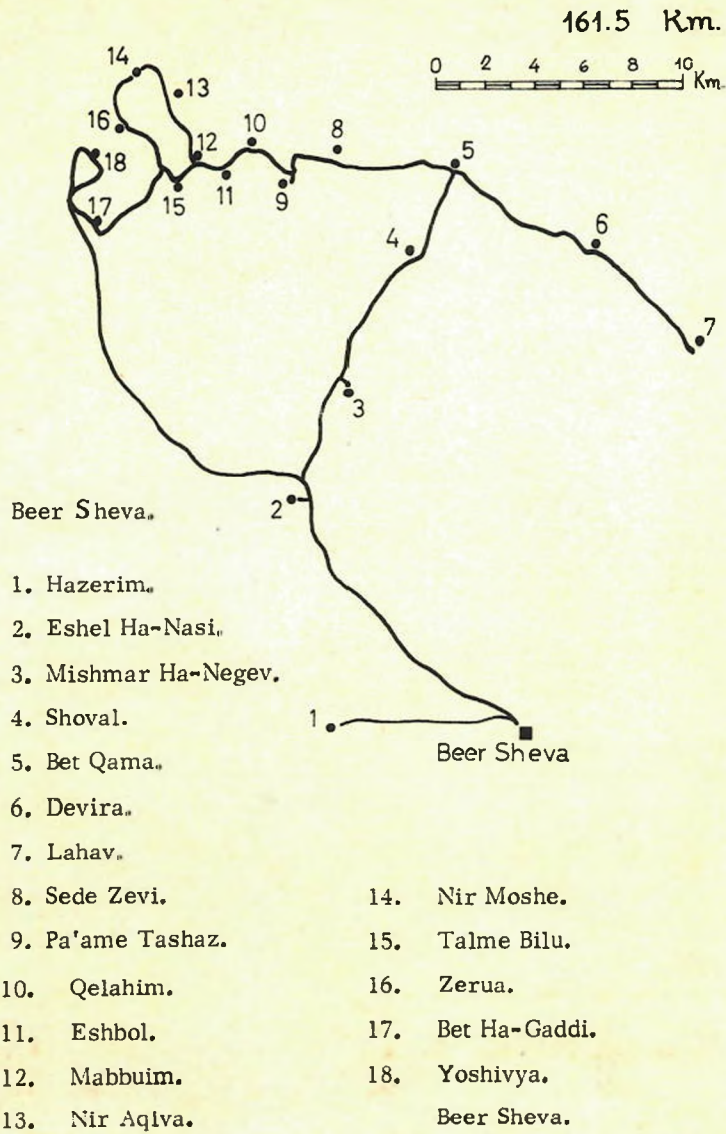 161.5 Km.
0 2 4 6 8 10 Km.
14
13
16
12
10
8
5
18
15
11
9
17
4
6
7
3
2
1
Beer Sheva
Beer Sheva.
1. Hazerim.
2. Eshel Ha-Nasi.
3. Mishmar Ha-Negev.
4. Shoval.
5. Bet Qama.
6. Devira.
7. Lahav.
8. Sede Zevi.
9. Pa'ame Tashaz.
10. Qelahim.
11. Eshbol.
12. Mabbuim.
13. Nir Aqiva.
14. Nir Moshe.
15. Talme Bilu.
16. Zerua.
17. Bet Ha-Gaddi.
18. Yoshivya.
Beer Sheva.